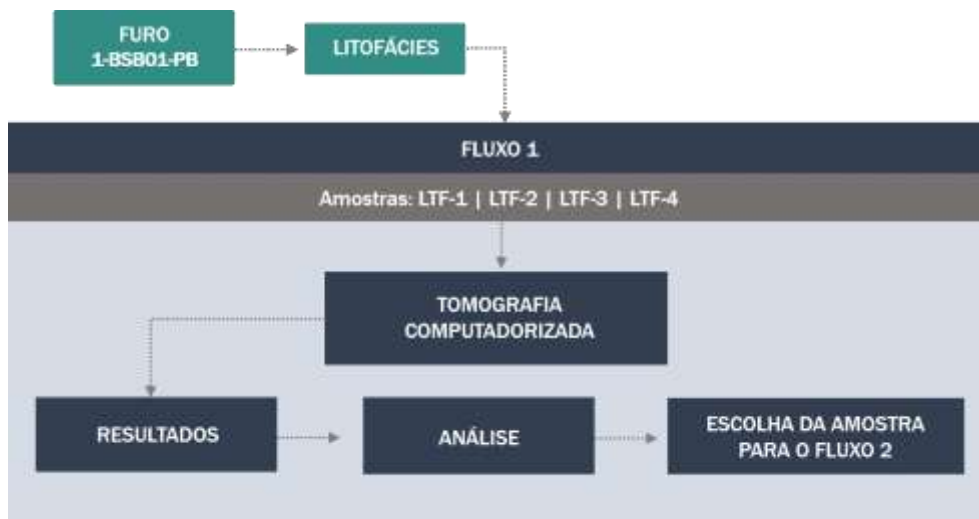 FURO
1-BSB01-PB
LITOFÁCIES
FLUXO 1
Amostras: LTF-1 | LTF-2 | LTF-3 | LTF-4
TOMOGRAFIA
COMPUTADORIZADA
RESULTADOS
ANÁLISE
ESCOLHA DA AMOSTRA
PARA O FLUXO 2